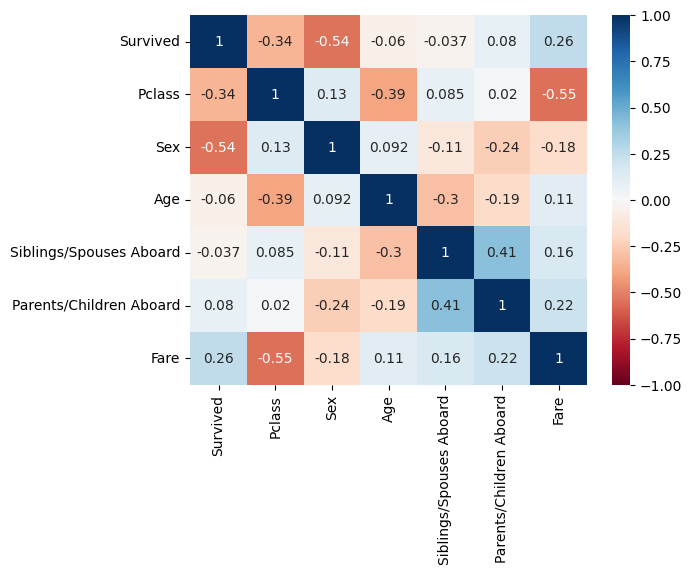 Survived 1 -0.34 -0.54 -0.06 -0.037 0.08 0.26
Pclass -0.34 1 0.13 -0.39 0.085 0.02 -0.55
Sex -0.54 0.13 1 0.092 -0.11 -0.24 -0.18
Age -0.06 -0.39 0.092 1 -0.3 -0.19 0.11
Siblings/Spouses Aboard -0.037 0.085 -0.11 -0.3 1 0.41 0.16
Parents/Children Aboard 0.08 0.02 -0.24 -0.19 0.41 1 0.22
Fare 0.26 -0.55 -0.18 0.11 0.16 0.22 1
Survived
Pclass
Sex
Age
Siblings/Spouses Aboard
Parents/Children Aboard
Fare
1.00
0.75
0.50
0.25
0.00
−0.25
−0.50
−0.75
−1.00